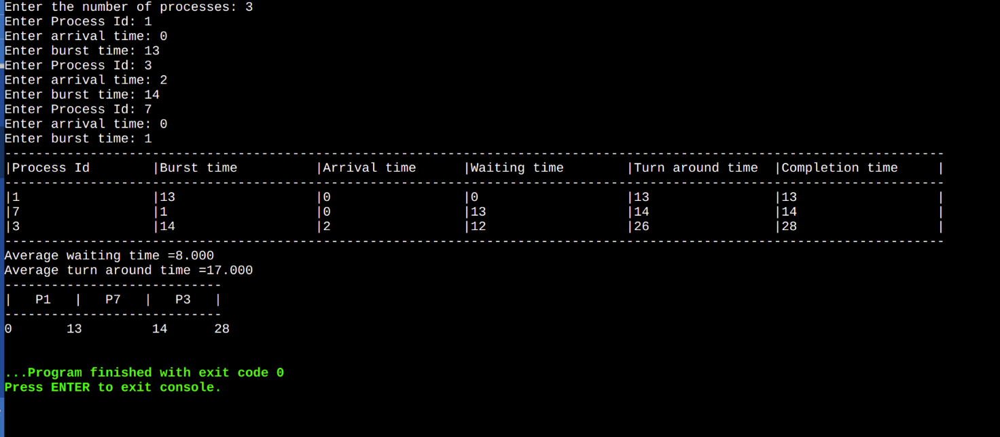 Enter the number of processes: 3
Enter Process Id: 1
Enter arrival time: 0
Enter burst time: 13
Enter Process Id: 3
Enter arrival time: 2
Enter burst time: 14
Enter Process Id: 7
Enter arrival time: 0
Enter burst time: 1
-------------------------------------------------------------------------------------------------------------------------
|Process Id |Burst time |Arrival time |Waiting time |Turn around time |Completion time |
-------------------------------------------------------------------------------------------------------------------------
|1 |13 |0 |0 |13 |13 |
|7 |1 |0 |13 |14 |14 |
|3 |14 |2 |12 |26 |28 |
-------------------------------------------------------------------------------------------------------------------------
Average waiting time =8.000
Average turn around time =17.000
----------------------------
| P1 | P7 | P3 |
----------------------------
0 13 14 28
...Program finished with exit code 0
Press ENTER to exit console.